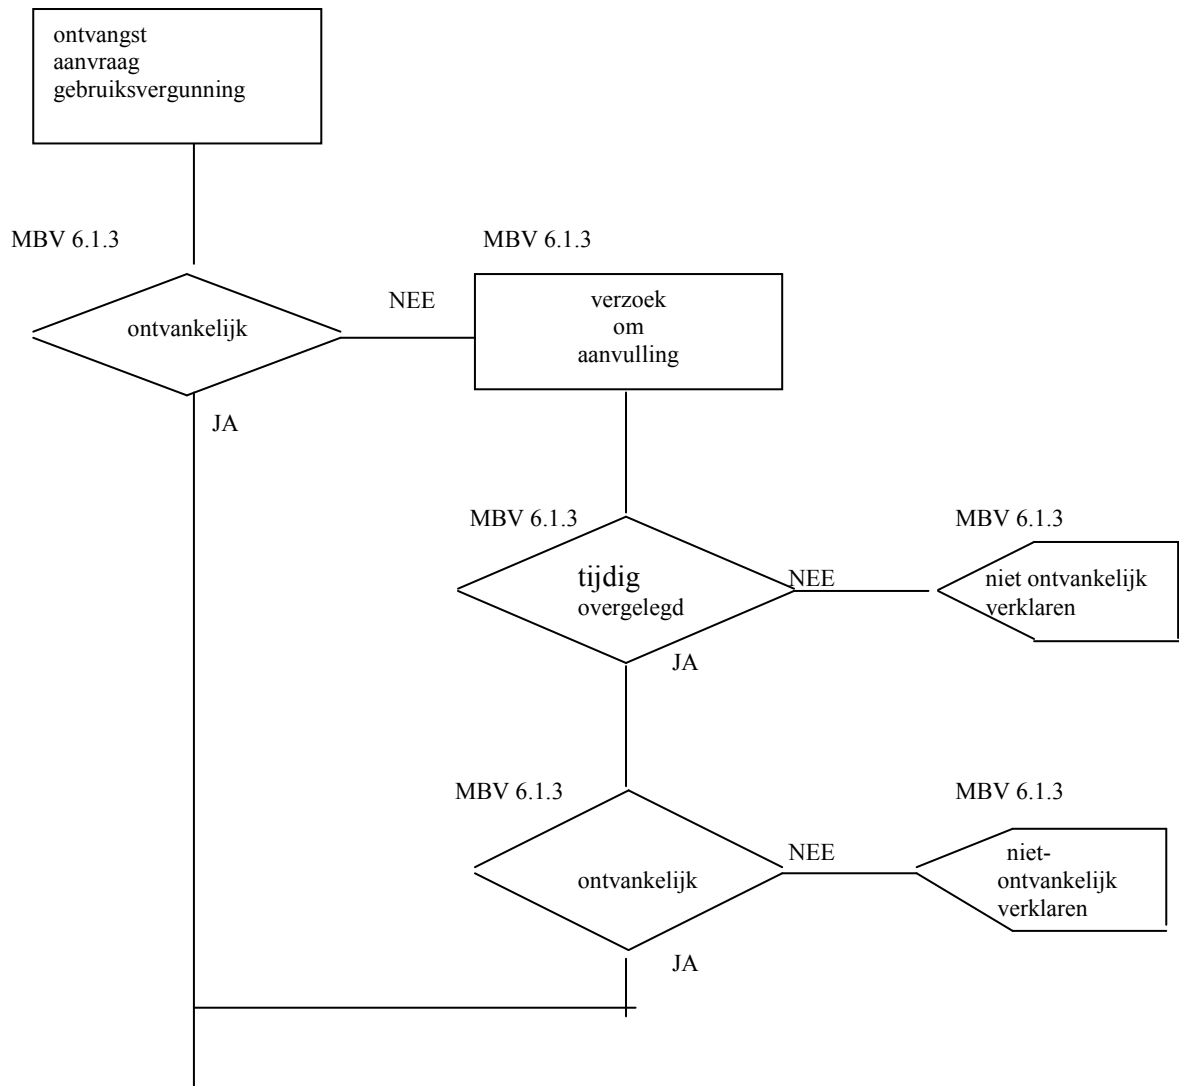 ontvangst
aanvraag
gebruiksvergunning
MBV 6.1.3
MBV 6.1.3
ontvankelijk
NEE
verzoek
om
aanvulling
JA
MBV 6.1.3
MBV 6.1.3
tijdig
overgelegd
NEE
niet ontvankelijk
verklaren
JA
MBV 6.1.3
MBV 6.1.3
ontvankelijk
NEE
niet-
ontvankelijk
verklaren
JA